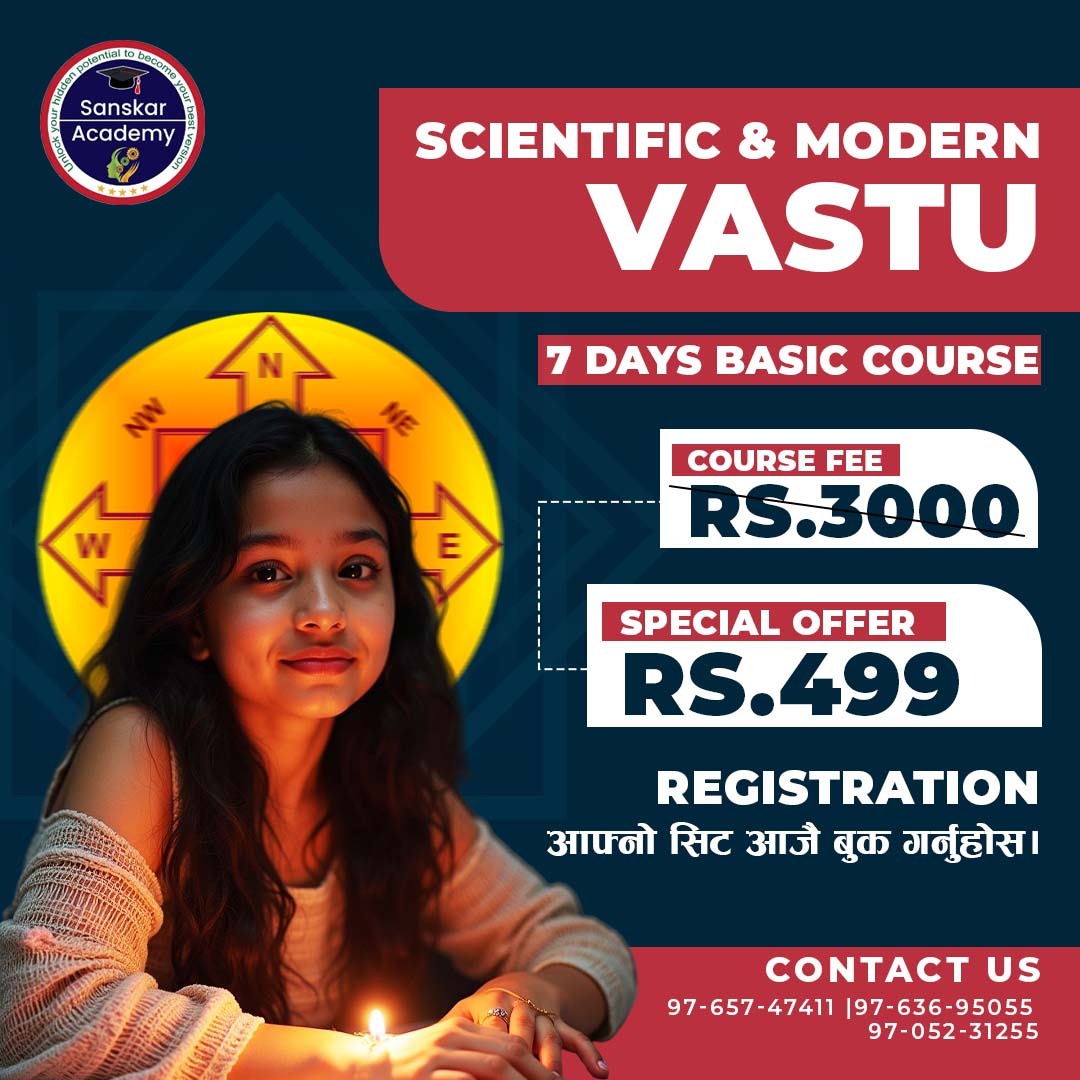 Unlock your hidden potential to become your best version
Sanskar
Academy
SCIENTIFIC & MODERN
VASTU
7 DAYS BASIC COURSE
N
NW
NE
W
E
COURSE FEE
RS.3000
SPECIAL OFFER
RS.499
REGISTRATION
आफ्नो सिट आजै बुक गर्नुहोस।
CONTACT US
97-657-47411 |97-636-95055
97-052-31255